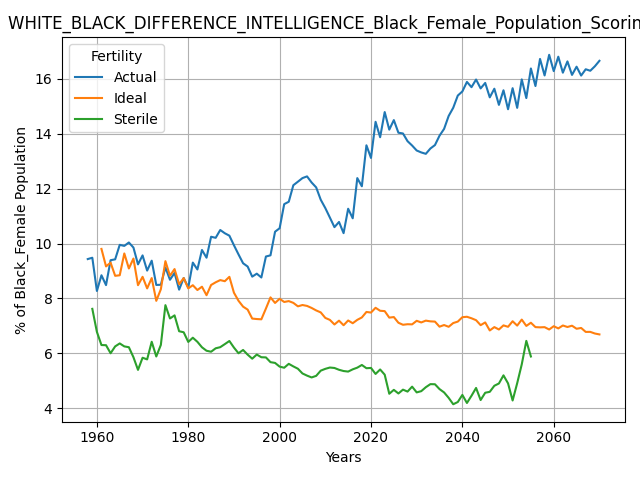 WHITE_BLACK_DIFFERENCE_INTELLIGENCE_Black_Female_Population_Scorin
Fertility
Actual
Ideal
Sterile
% of Black_Female Population
16
14
12
10
8
6
4
1960 1980 2000 2020 2040 2060
Years